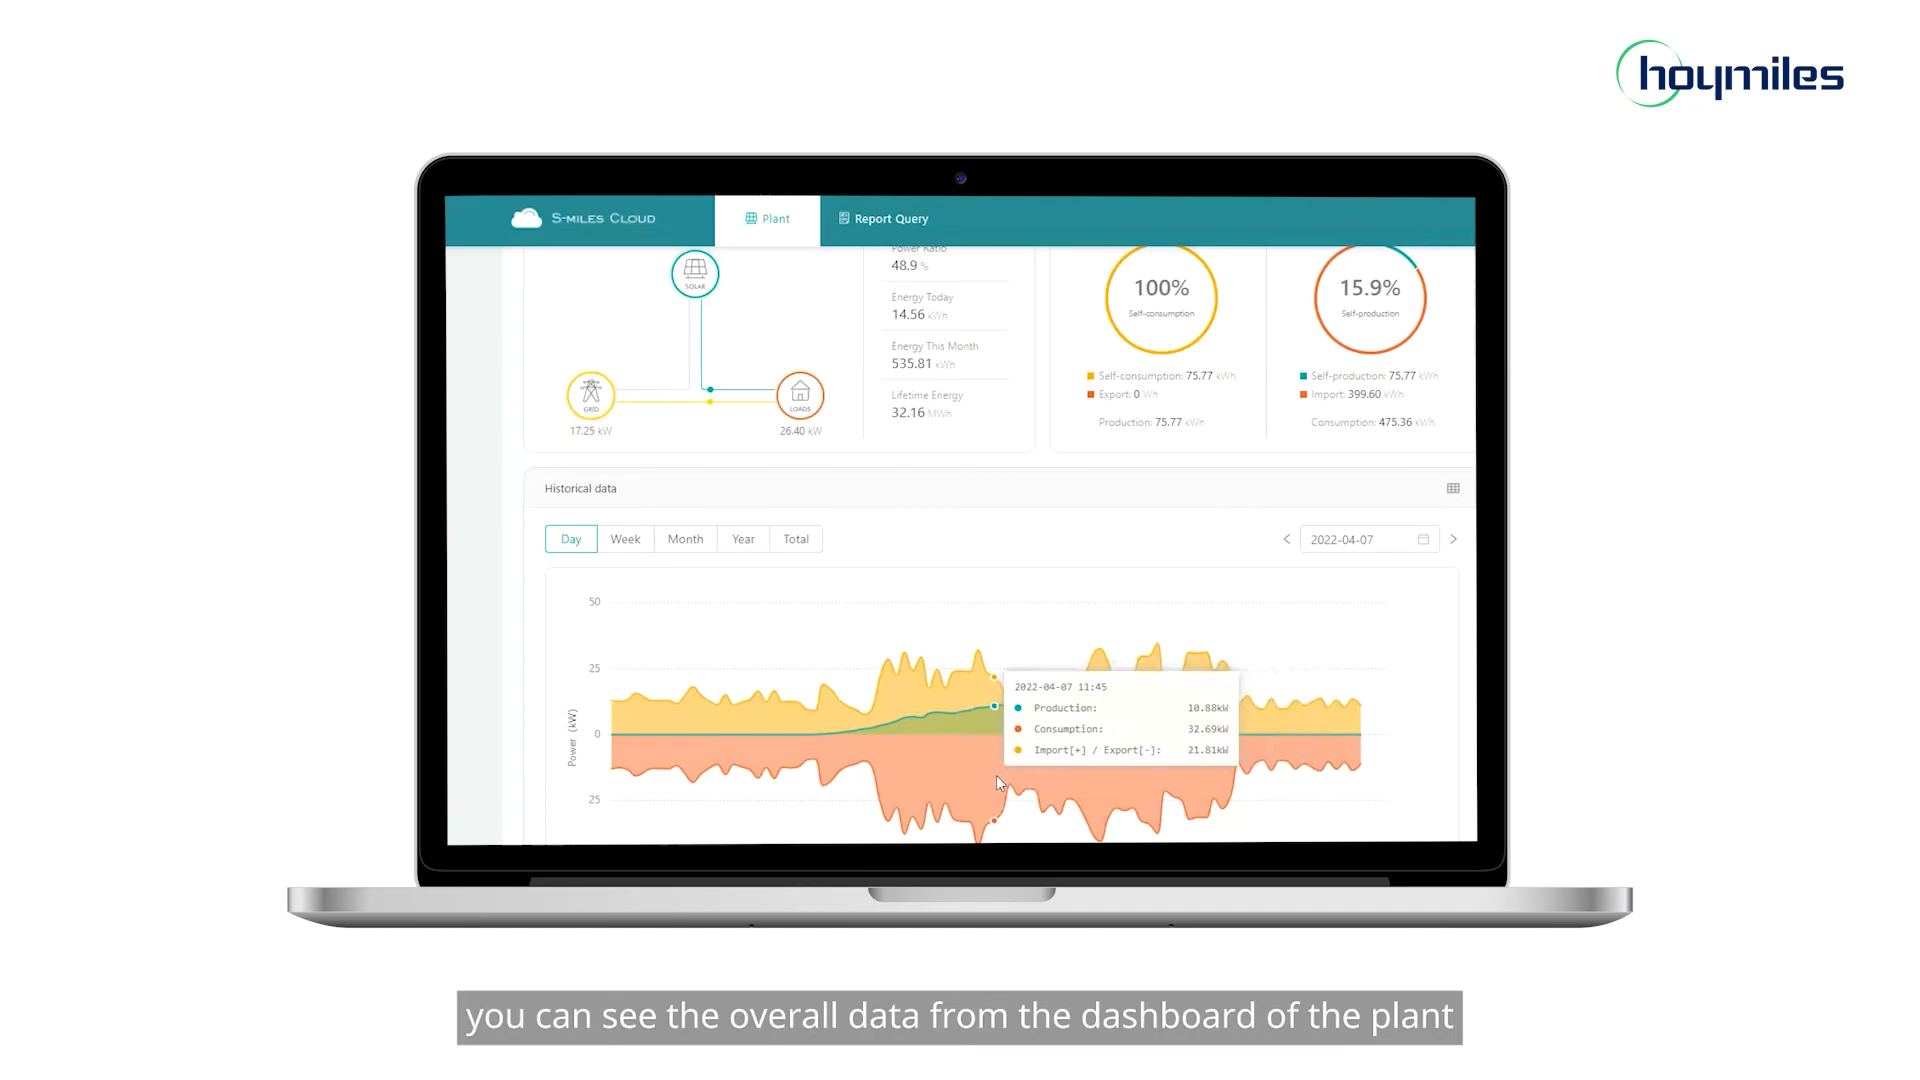 hoymiles
S-MILES CLOUD
Plant
Report Query
SOLAR
GRID
17.25 kW
LOADS
26.40 kW
Power Ratio
48.9 %
Energy Today
14.56 kWh
Energy This Month
535.81 kWh
Lifetime Energy
32.16 MWh
100%
Self-consumption
Self-consumption: 75.77 kWh
Export: 0 Wh
Production: 75.77 kWh
15.9%
Self-production
Self-production: 75.77 kWh
Import: 399.60 kWh
Consumption: 475.36 kWh
Historical data
Day Week Month Year Total
< 2022-04-07 >
50
25
0
25
Power (kW)
2022-04-07 11:45
Production: 10.88kW
Consumption: 32.69kW
Import[+] / Export[-]: 21.81kW
you can see the overall data from the dashboard of the plant